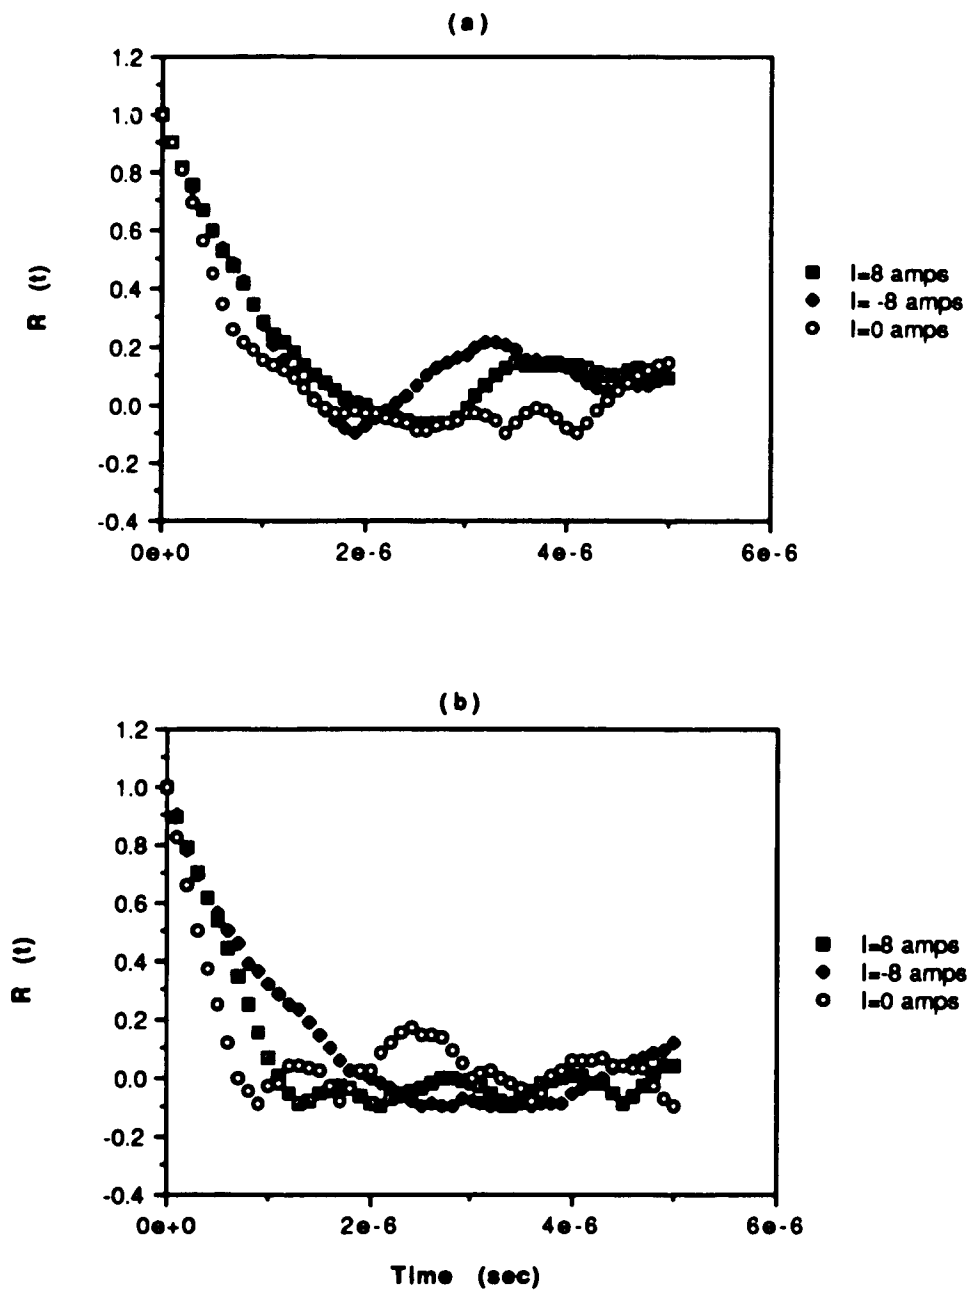 (a)
1.2
1.0
0.8
0.6
0.4
0.2
0.0
-0.2
-0.4
R (t)
0e+0 2e-6 4e-6 6e-6
I=8 amps
I= -8 amps
I=0 amps
(b)
1.2
1.0
0.8
0.6
0.4
0.2
0.0
-0.2
-0.4
R (t)
0e+0 2e-6 4e-6 6e-6
Time (sec)
I=8 amps
I=-8 amps
I=0 amps